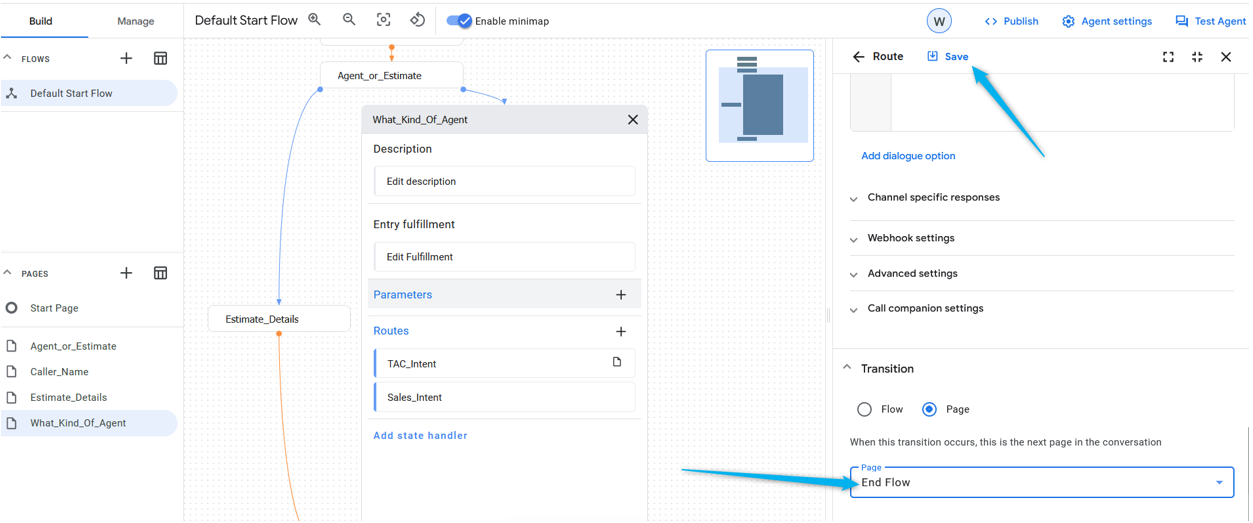 Build
Manage
Default Start Flow
Enable minimap
W
Publish
Agent settings
Test Agent
FLOWS
Default Start Flow
PAGES
Start Page
Agent_or_Estimate
Caller_Name
Estimate_Details
What_Kind_Of_Agent
Agent_or_Estimate
Estimate_Details
What_Kind_Of_Agent
Description
Edit description
Entry fulfillment
Edit Fulfillment
Parameters
Routes
TAC_Intent
Sales_Intent
Add state handler
Route
Save
Add dialogue option
Channel specific responses
Webhook settings
Advanced settings
Call companion settings
Transition
Flow
Page
When this transition occurs, this is the next page in the conversation
Page
End Flow